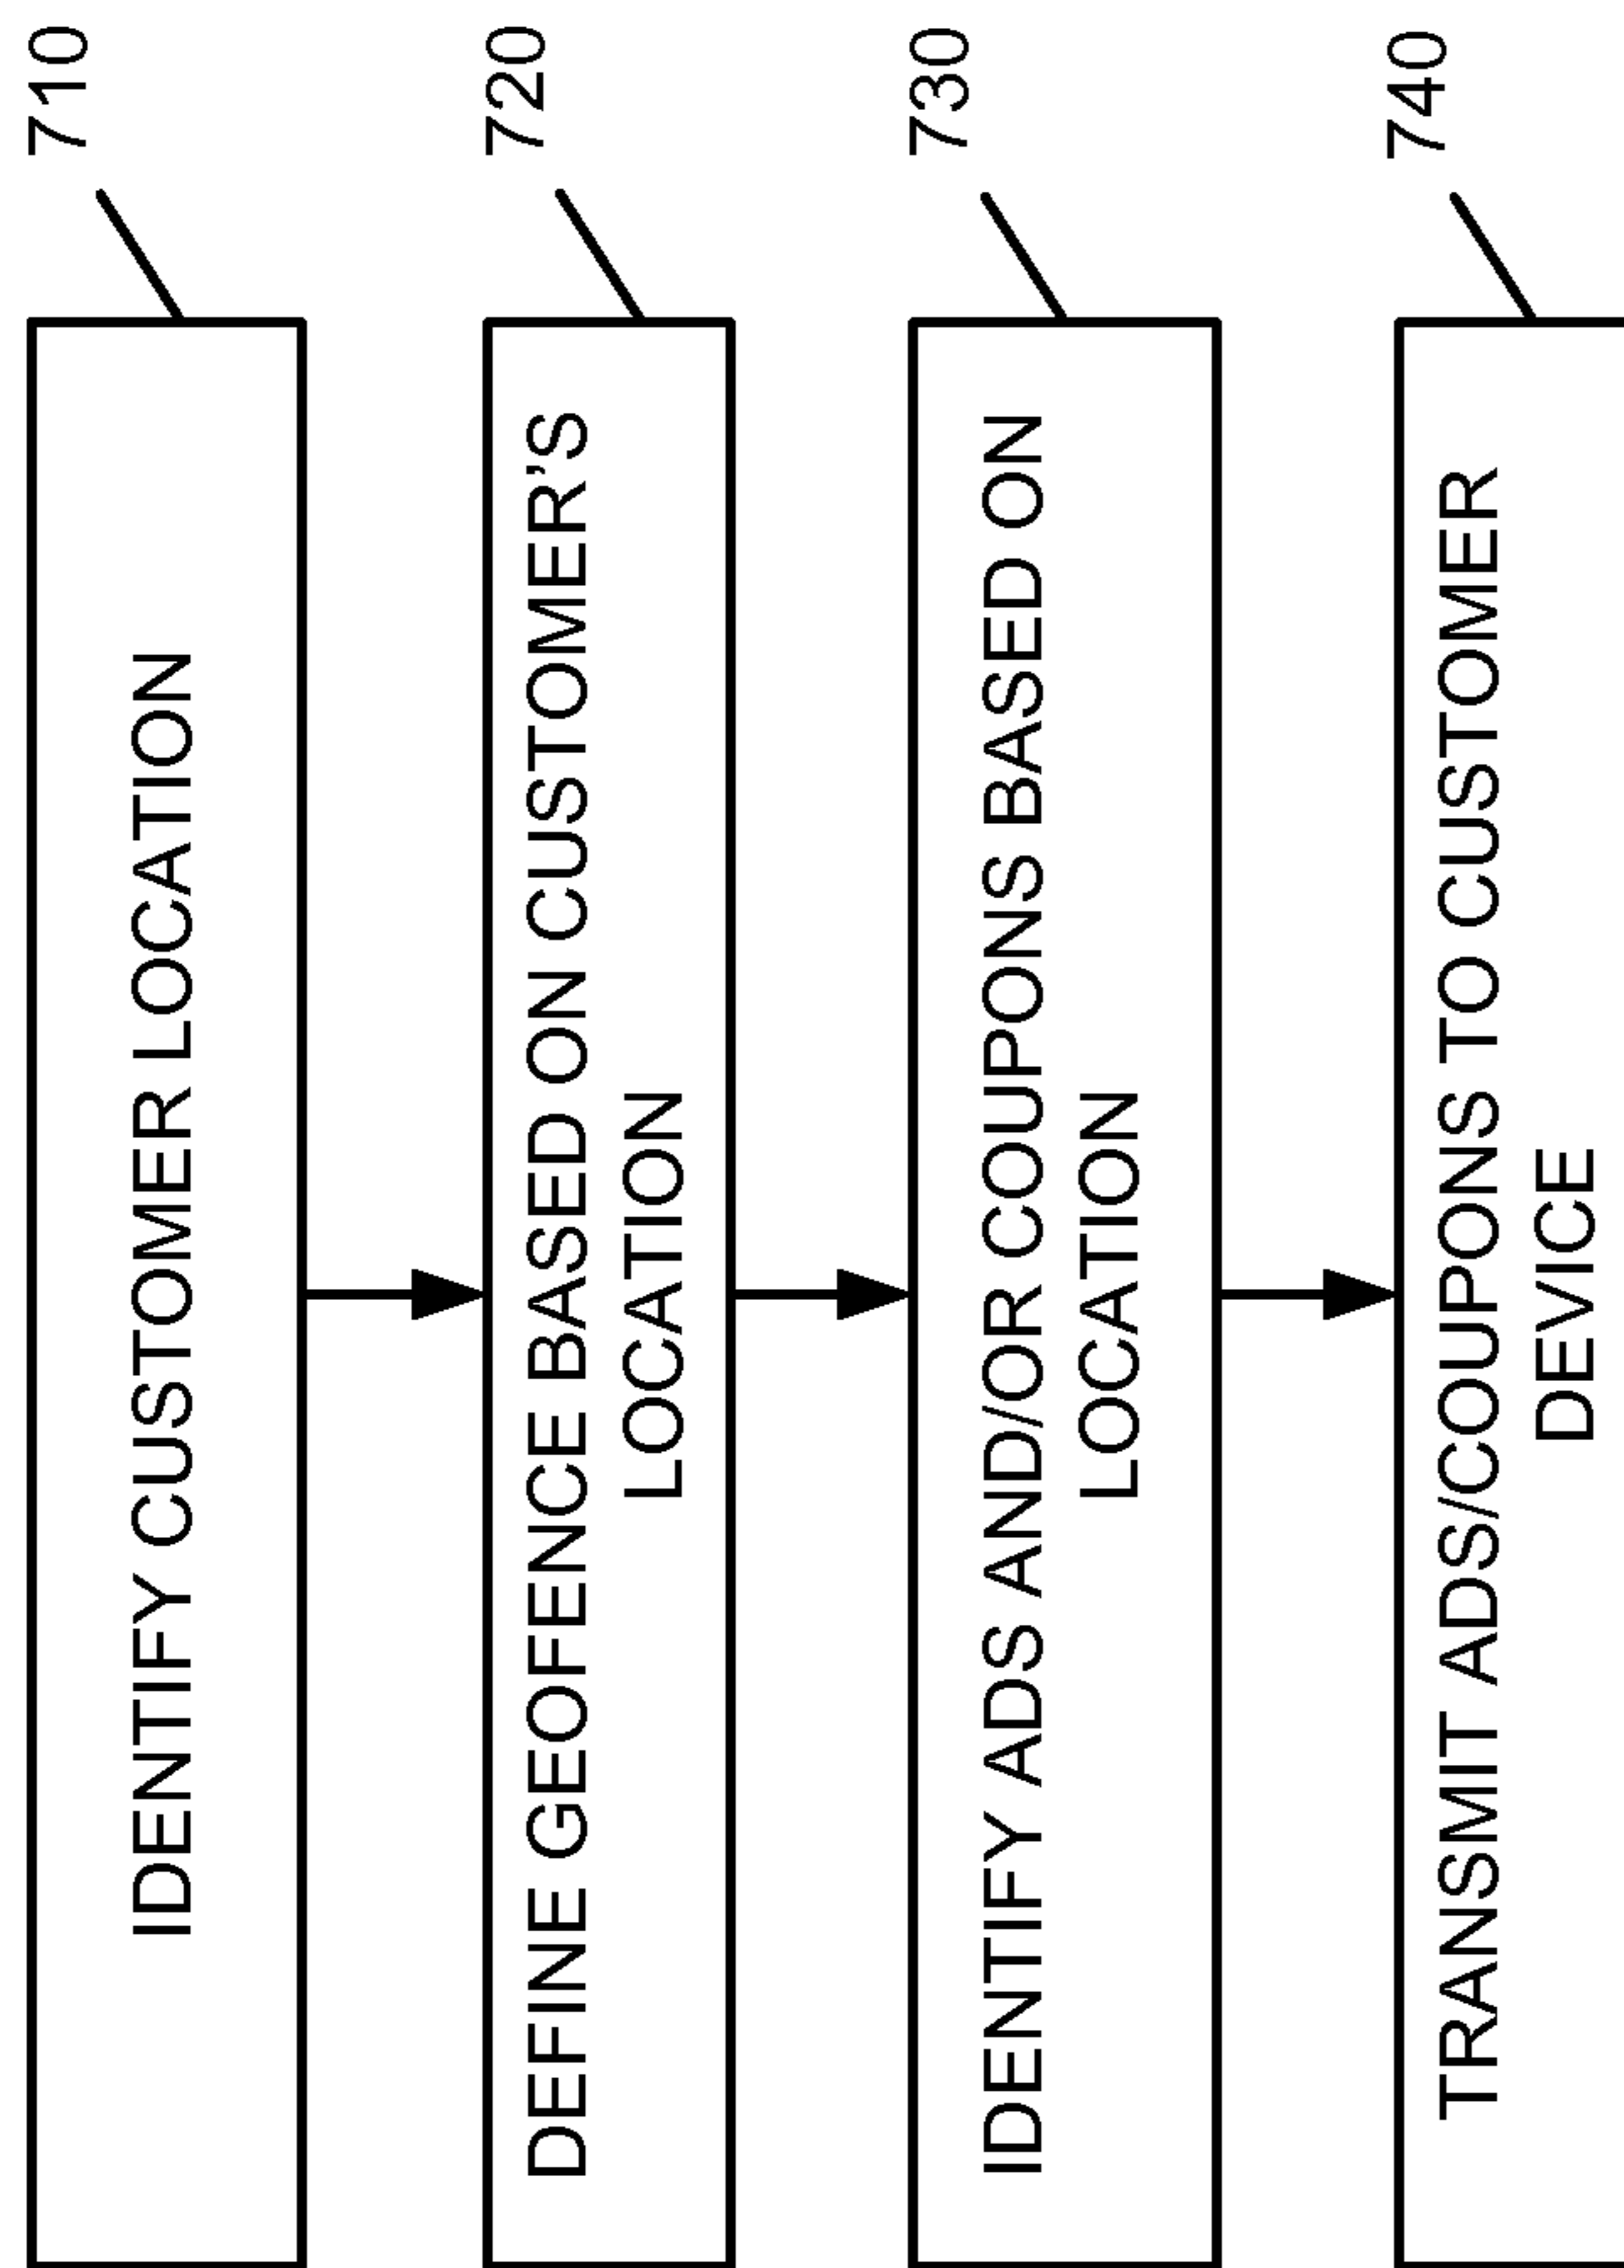 710
IDENTIFY CUSTOMER LOCATION
720
DEFINE GEOFENCE BASED ON CUSTOMER'S
LOCATION
730
IDENTIFY ADS AND/OR COUPONS BASED ON
LOCATION
740
TRANSMIT ADS/COUPONS TO CUSTOMER
DEVICE